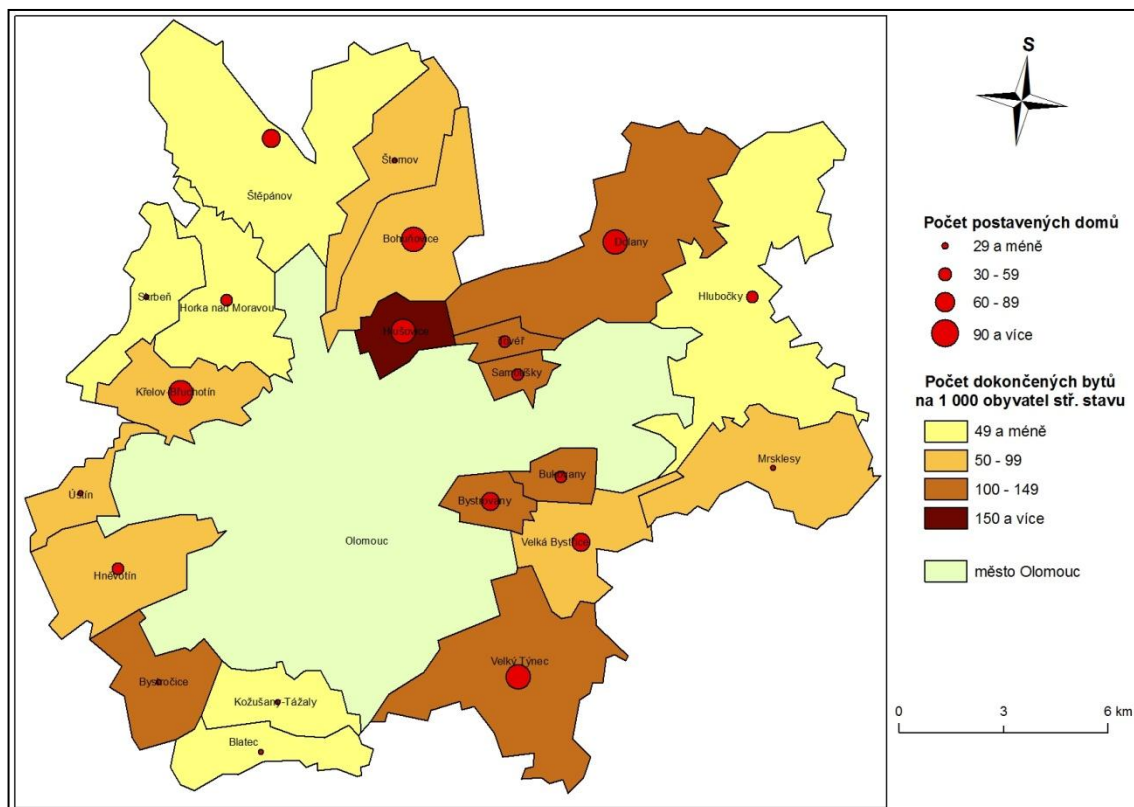 Štěpánov
Štarnov
Bohuňovice
Dolany
Skrbeň
Horka nad Moravou
Hlubočky
Hlušovice
Tovéř
Samotišky
Křelov-Břuchotín
Mrsklesy
Bukovany
Ústín
Bystrovany
Olomouc
Velká Bystřice
Hněvotín
Velký Týnec
Bystročice
Kožušany-Tážaly
Blatec
S
Počet postavených domů
29 a méně
30 - 59
60 - 89
90 a více
Počet dokončených bytů
na 1 000 obyvatel stř. stavu
49 a méně
50 - 99
100 - 149
150 a více
město Olomouc
0 3 6 km